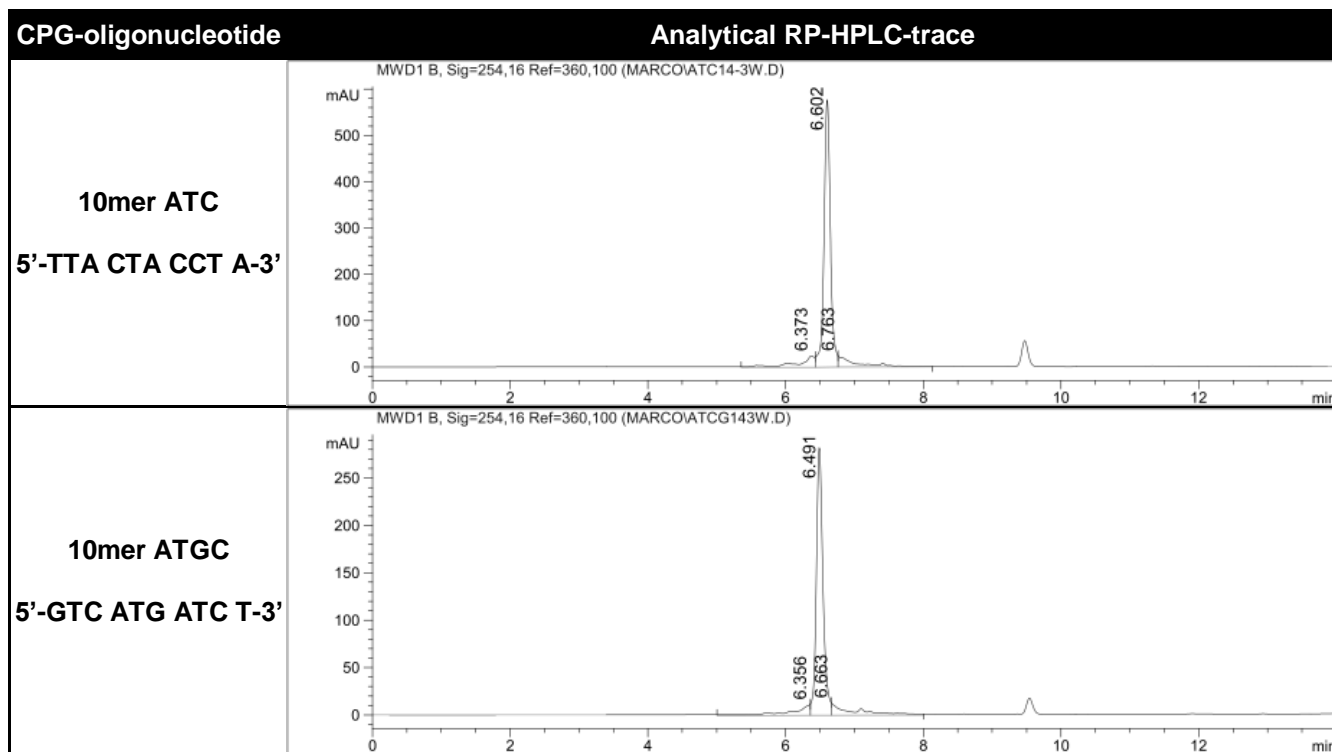 CPG-oligonucleotide Analytical RP-HPLC-trace
MWD1 B, Sig=254,16 Ref=360,100 (MARCO\ATC14-3W.D)
mAU
500
400
300
200
100
0
6.373
6.602
6.763
0 2 4 6 8 10 12 min
10mer ATC
5’-TTA CTA CCT A-3’
MWD1 B, Sig=254,16 Ref=360,100 (MARCO\ATCG143W.D)
mAU
250
200
150
100
50
0
6.356
6.491
6.663
0 2 4 6 8 10 12 min
10mer ATGC
5’-GTC ATG ATC T-3’